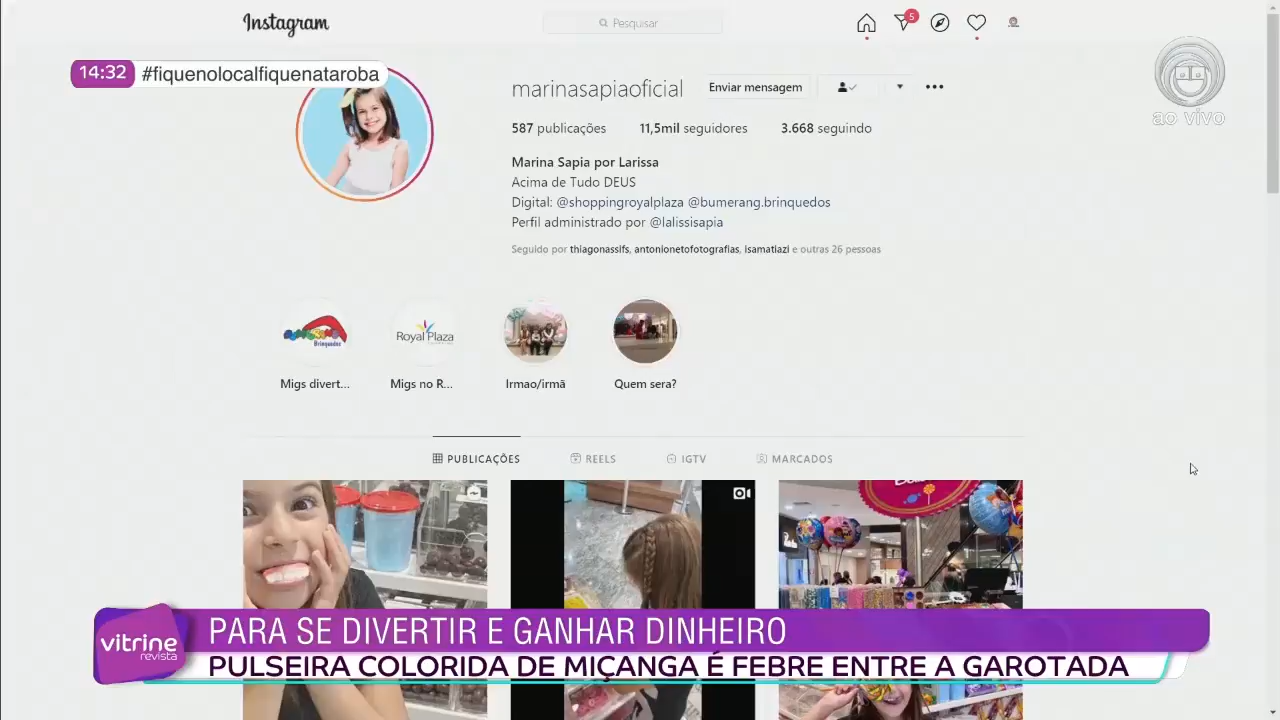 Instagram
Pesquisar
5
14:32 #fiquenolocalfiquenataroba
ao vivo
marinasapiaoficial
Enviar mensagem
587 publicações 11,5mil seguidores 3.668 seguindo
Marina Sapia por Larissa
Acima de Tudo DEUS
Digital: @shoppingroyalplaza @bumerang.brinquedos
Perfil administrado por @lalissisapia
Seguido por thiagonassifs, antonionetofotografias, isamatiazi e outras 26 pessoas
Brinquedos
Royal Plaza
Migs divert... Migs no R... Irmao/irmã Quem sera?
PUBLICAÇÕES REELS IGTV MARCADOS
vitrine
revista
PARA SE DIVERTIR E GANHAR DINHEIRO
PULSEIRA COLORIDA DE MIÇANGA É FEBRE ENTRE A GAROTADA